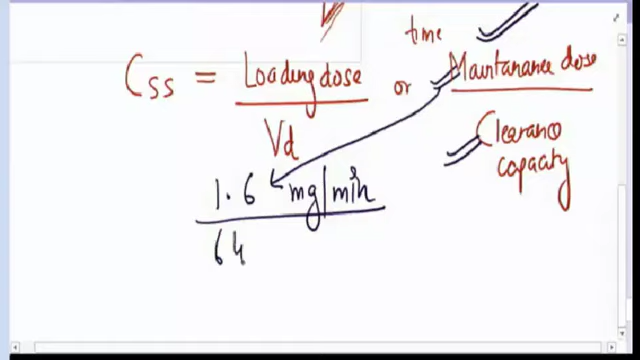 time
Css = Loading dose or Maintanance dose
Vd Clearance
capacity
1.6 mg/min
64